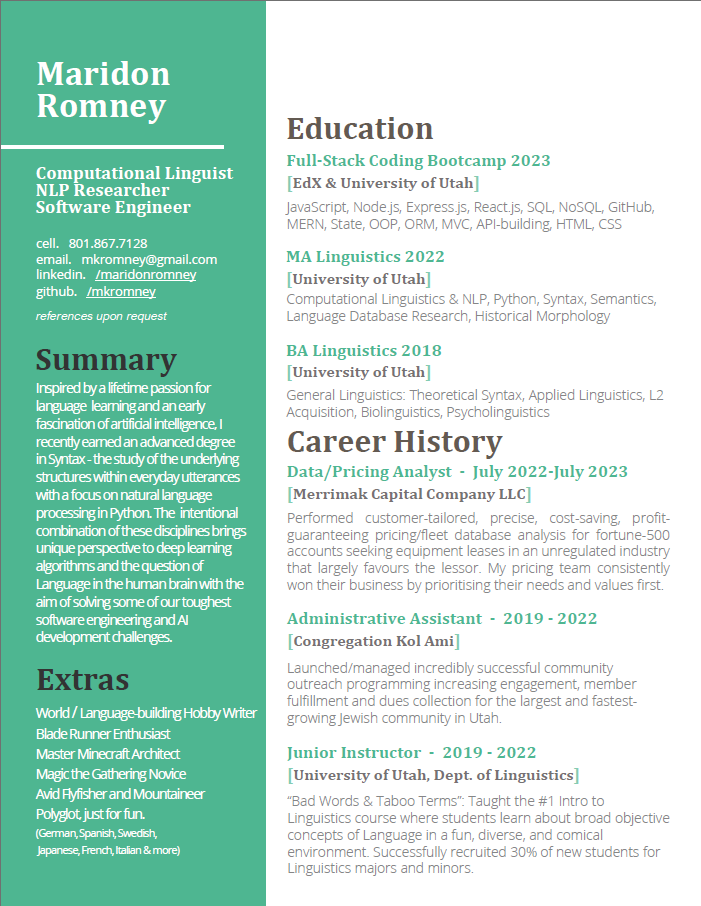 Maridon
Romney
Computational Linguist
NLP Researcher
Software Engineer
cell. 801.867.7128
email. mkromney@gmail.com
linkedin. /maridonromney
github. /mkromney
references upon request
Summary
Inspired by a lifetime passion for
language learning and an early
fascination of artificial intelligence, I
recently earned an advanced degree
in Syntax - the study of the underlying
structures within everyday utterances
with a focus on natural language
processing in Python. The intentional
combination of these disciplines brings
unique perspective to deep learning
algorithms and the question of
Language in the human brain with the
aim of solving some of our toughest
software engineering and AI
development challenges.
Extras
World / Language-building Hobby Writer
Blade Runner Enthusiast
Master Minecraft Architect
Magic the Gathering Novice
Avid Flyfisher and Mountaineer
Polyglot, just for fun.
(German, Spanish, Swedish,
Japanese, French, Italian & more)
Education
Full-Stack Coding Bootcamp 2023
[EdX & University of Utah]
JavaScript, Node.js, Express.js, React.js, SQL, NoSQL, GitHub,
MERN, State, OOP, ORM, MVC, API-building, HTML, CSS
MA Linguistics 2022
[University of Utah]
Computational Linguistics & NLP, Python, Syntax, Semantics,
Language Database Research, Historical Morphology
BA Linguistics 2018
[University of Utah]
General Linguistics: Theoretical Syntax, Applied Linguistics, L2
Acquisition, Biolinguistics, Psycholinguistics
Career History
Data/Pricing Analyst - July 2022-July 2023
[Merrimak Capital Company LLC]
Performed customer-tailored, precise, cost-saving, profit-
guaranteeing pricing/fleet database analysis for fortune-500
accounts seeking equipment leases in an unregulated industry
that largely favours the lessor. My pricing team consistently
won their business by prioritising their needs and values first.
Administrative Assistant - 2019 - 2022
[Congregation Kol Ami]
Launched/managed incredibly successful community
outreach programming increasing engagement, member
fulfillment and dues collection for the largest and fastest-
growing Jewish community in Utah.
Junior Instructor - 2019 - 2022
[University of Utah, Dept. of Linguistics]
“Bad Words & Taboo Terms”: Taught the #1 Intro to
Linguistics course where students learn about broad objective
concepts of Language in a fun, diverse, and comical
environment. Successfully recruited 30% of new students for
Linguistics majors and minors.